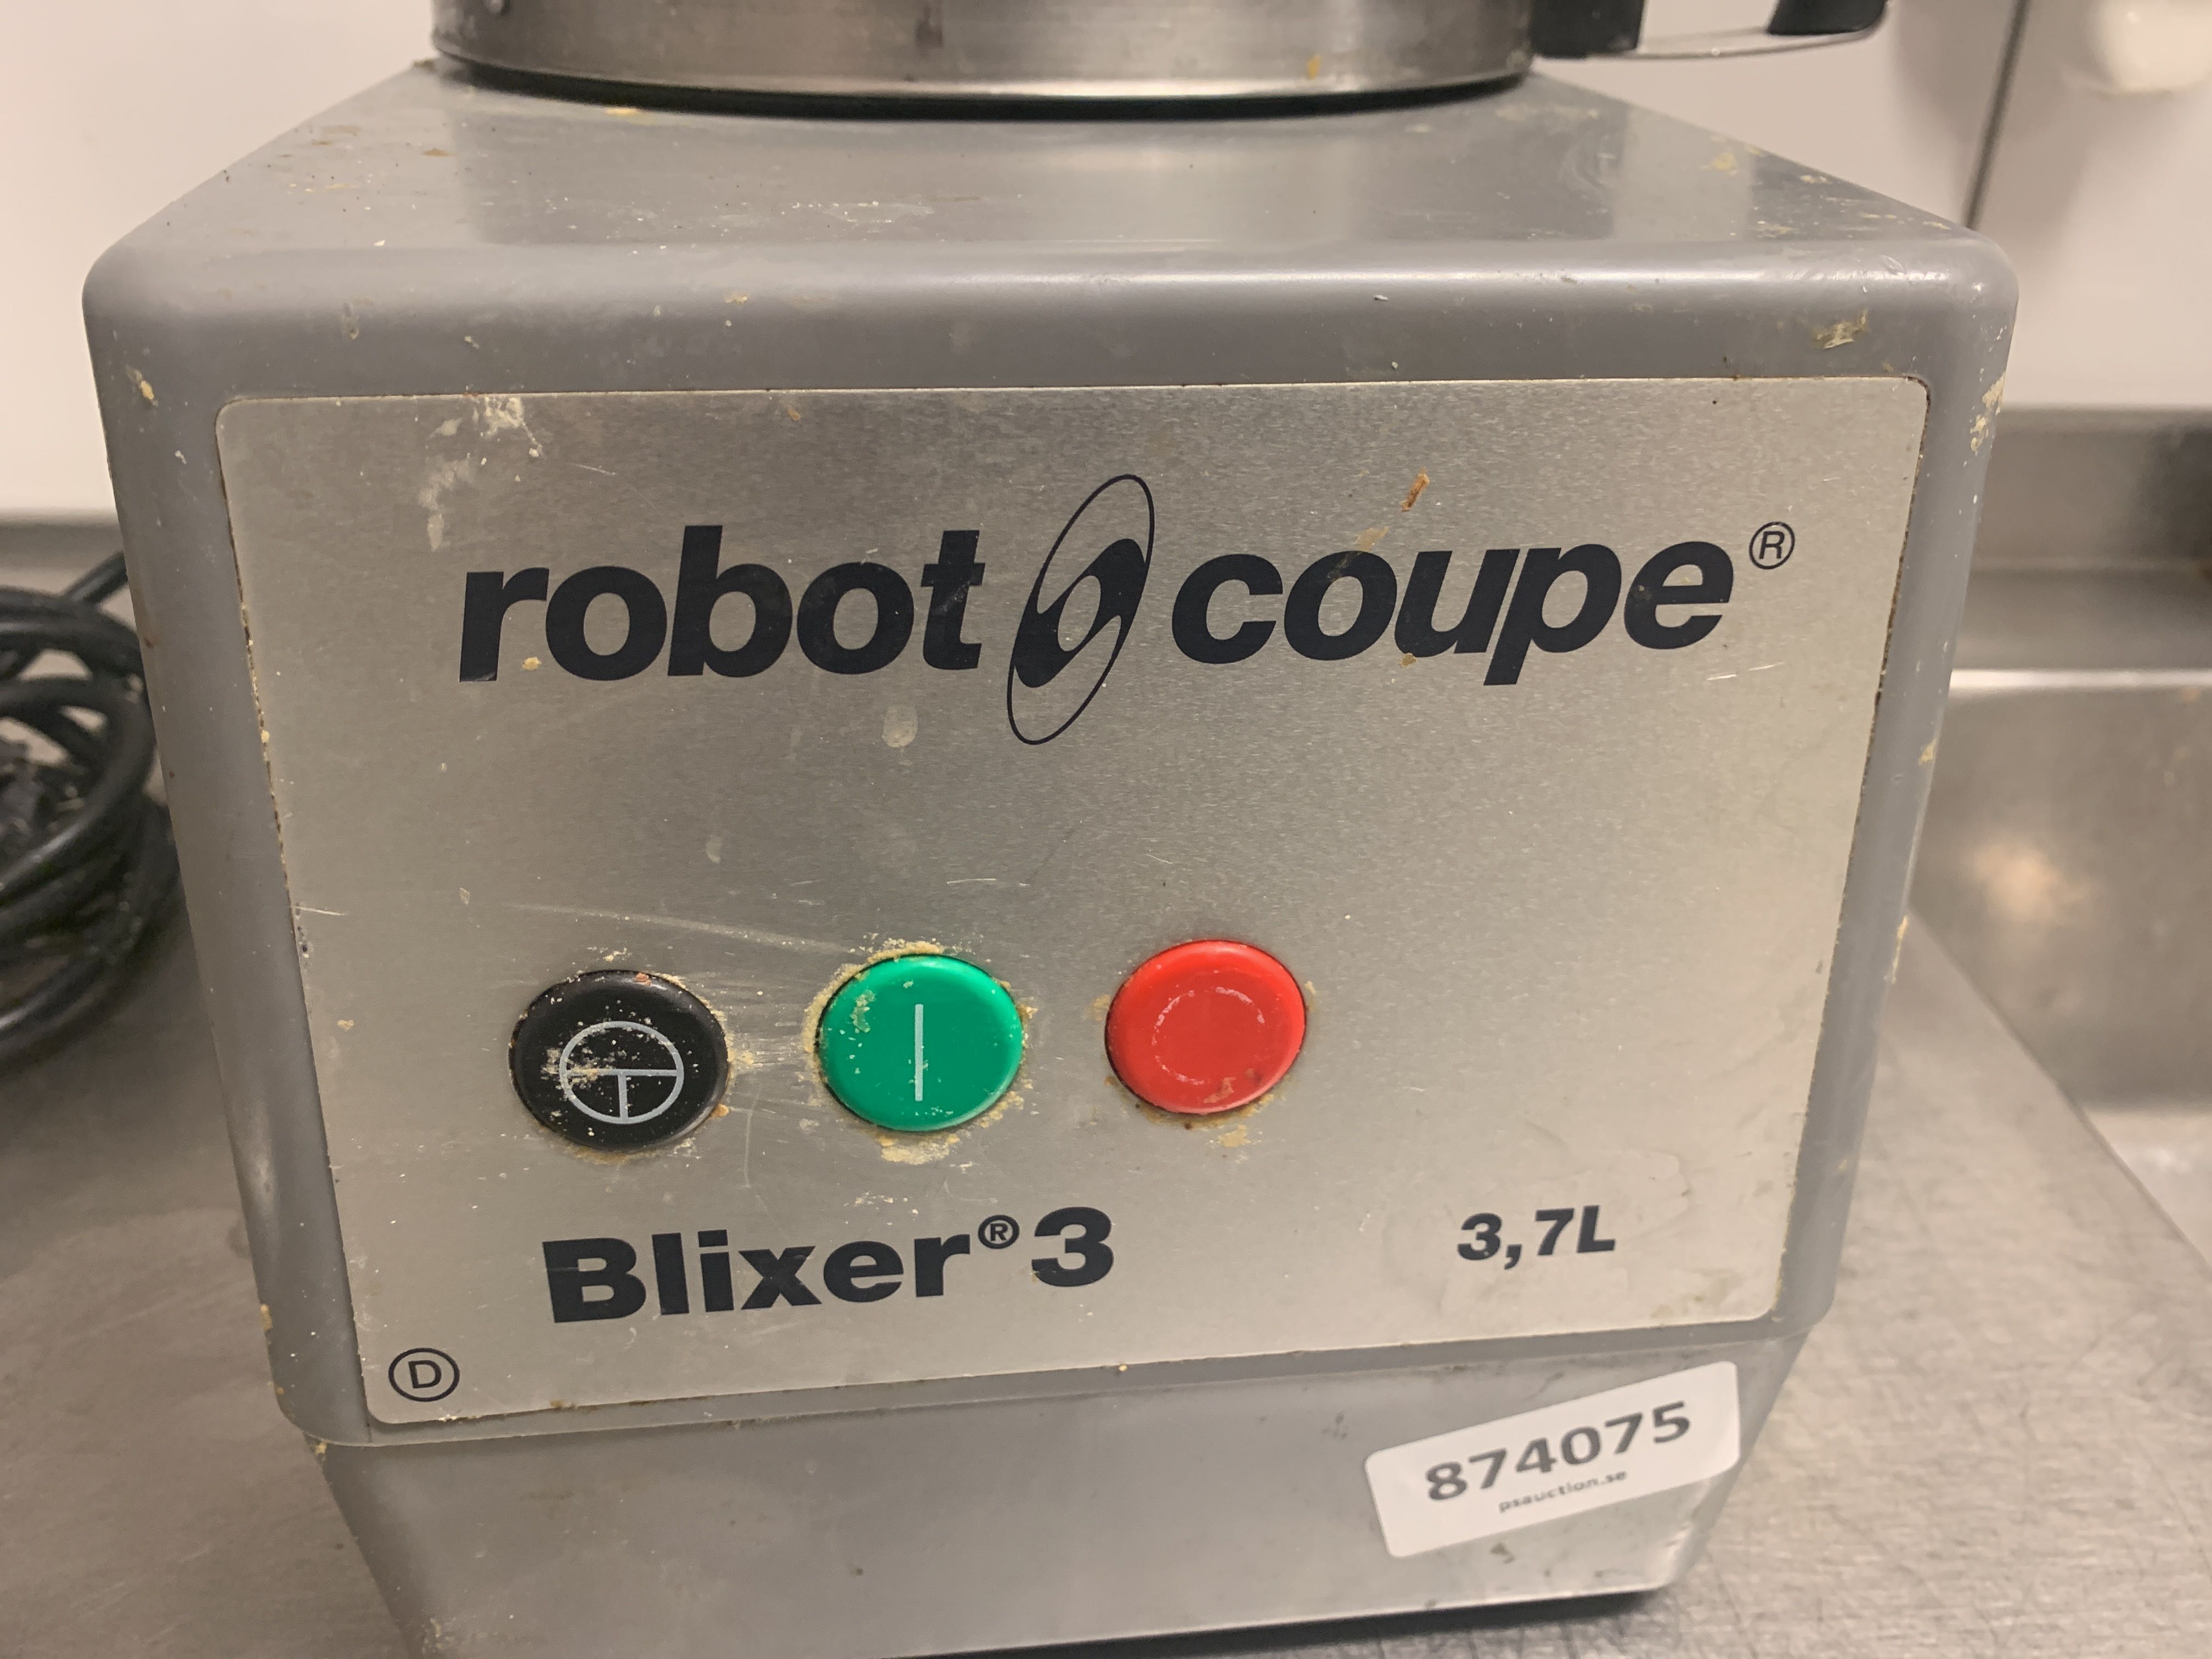 robot coupe®
Blixer®3
3,7L
D
874075
psauction.se